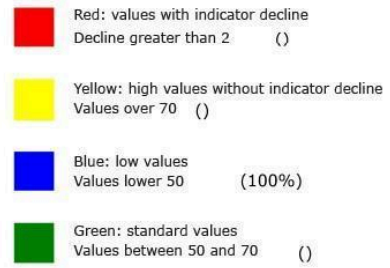 Red: values with indicator decline
Decline greater than 2 ()
Yellow: high values without indicator decline
Values over 70 ()
Blue: low values
Values lower 50 (100%)
Green: standard values
Values between 50 and 70 ()